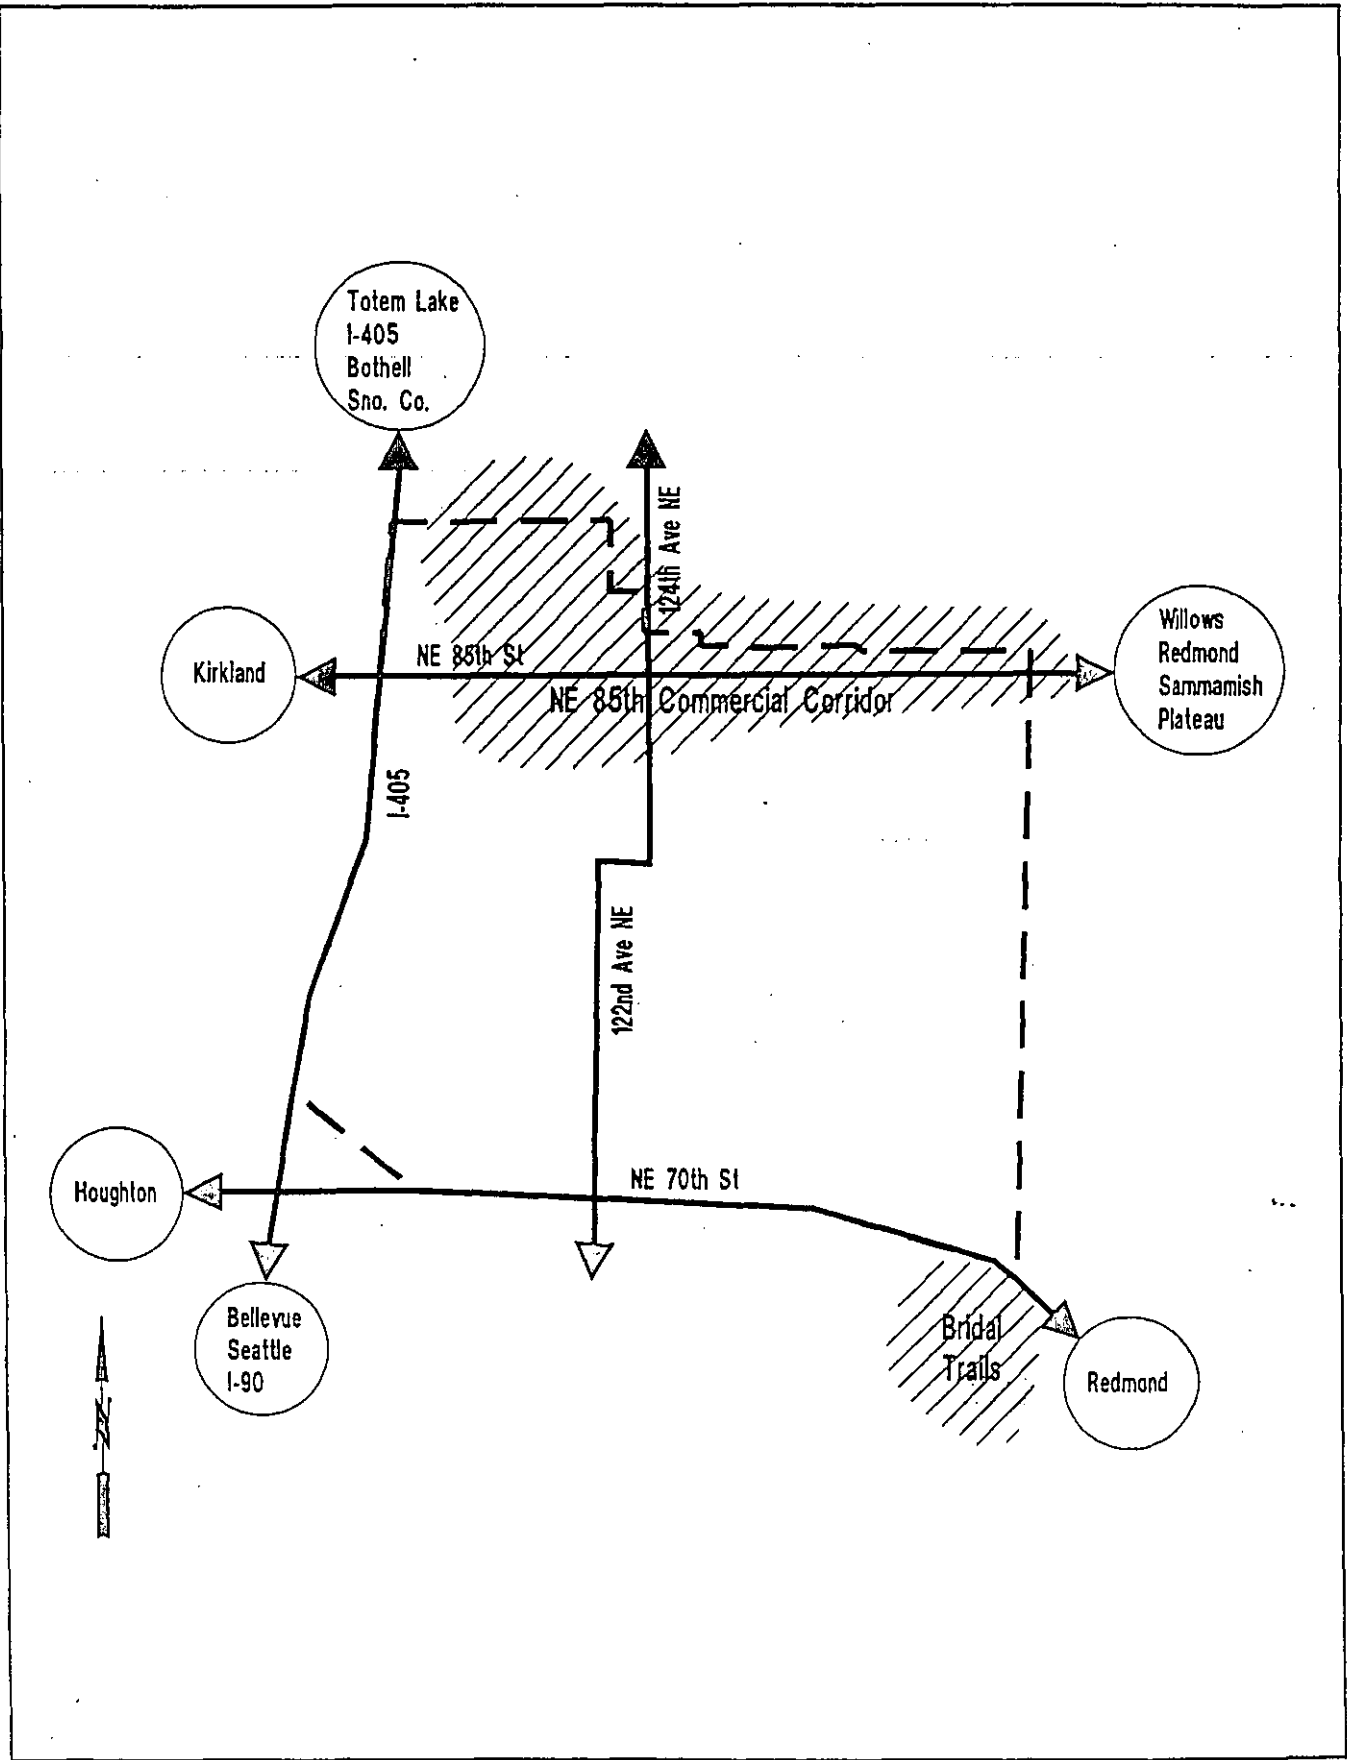 Totem Lake
I-405
Bothell
Sno. Co.
124th Ave NE
Willows
Redmond
Sammamish
Plateau
Kirkland
NE 85th St
NE 85th Commercial Corridor
I-405
122nd Ave NE
Houghton
NE 70th St
Bellevue
Seattle
I-90
Bridal
Trails
Redmond
N